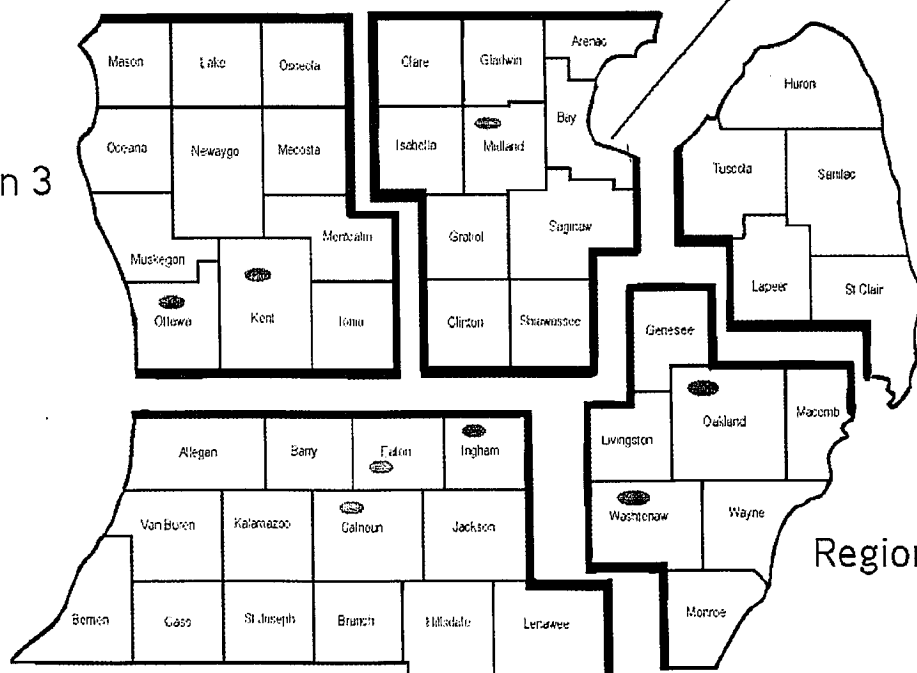 Mason Lake Osceola
Oceana Newaygo Mecosta
Muskegon Montcalm
Ottawa Kent Ionia
n 3
Clare Gladwin Arenac
Isabella Midland Bay
Gratiot Saginaw
Clinton Shiawassee
Huron
Tuscola Sanilac
Lapeer St Clair
Genesee
Livingston Oakland Macomb
Washtenaw Wayne
Monroe
Region
Allegan Barry Eaton Ingham
Van Buren Kalamazoo Calhoun Jackson
Berrien Cass St Joseph Branch Hillsdale Lenawee